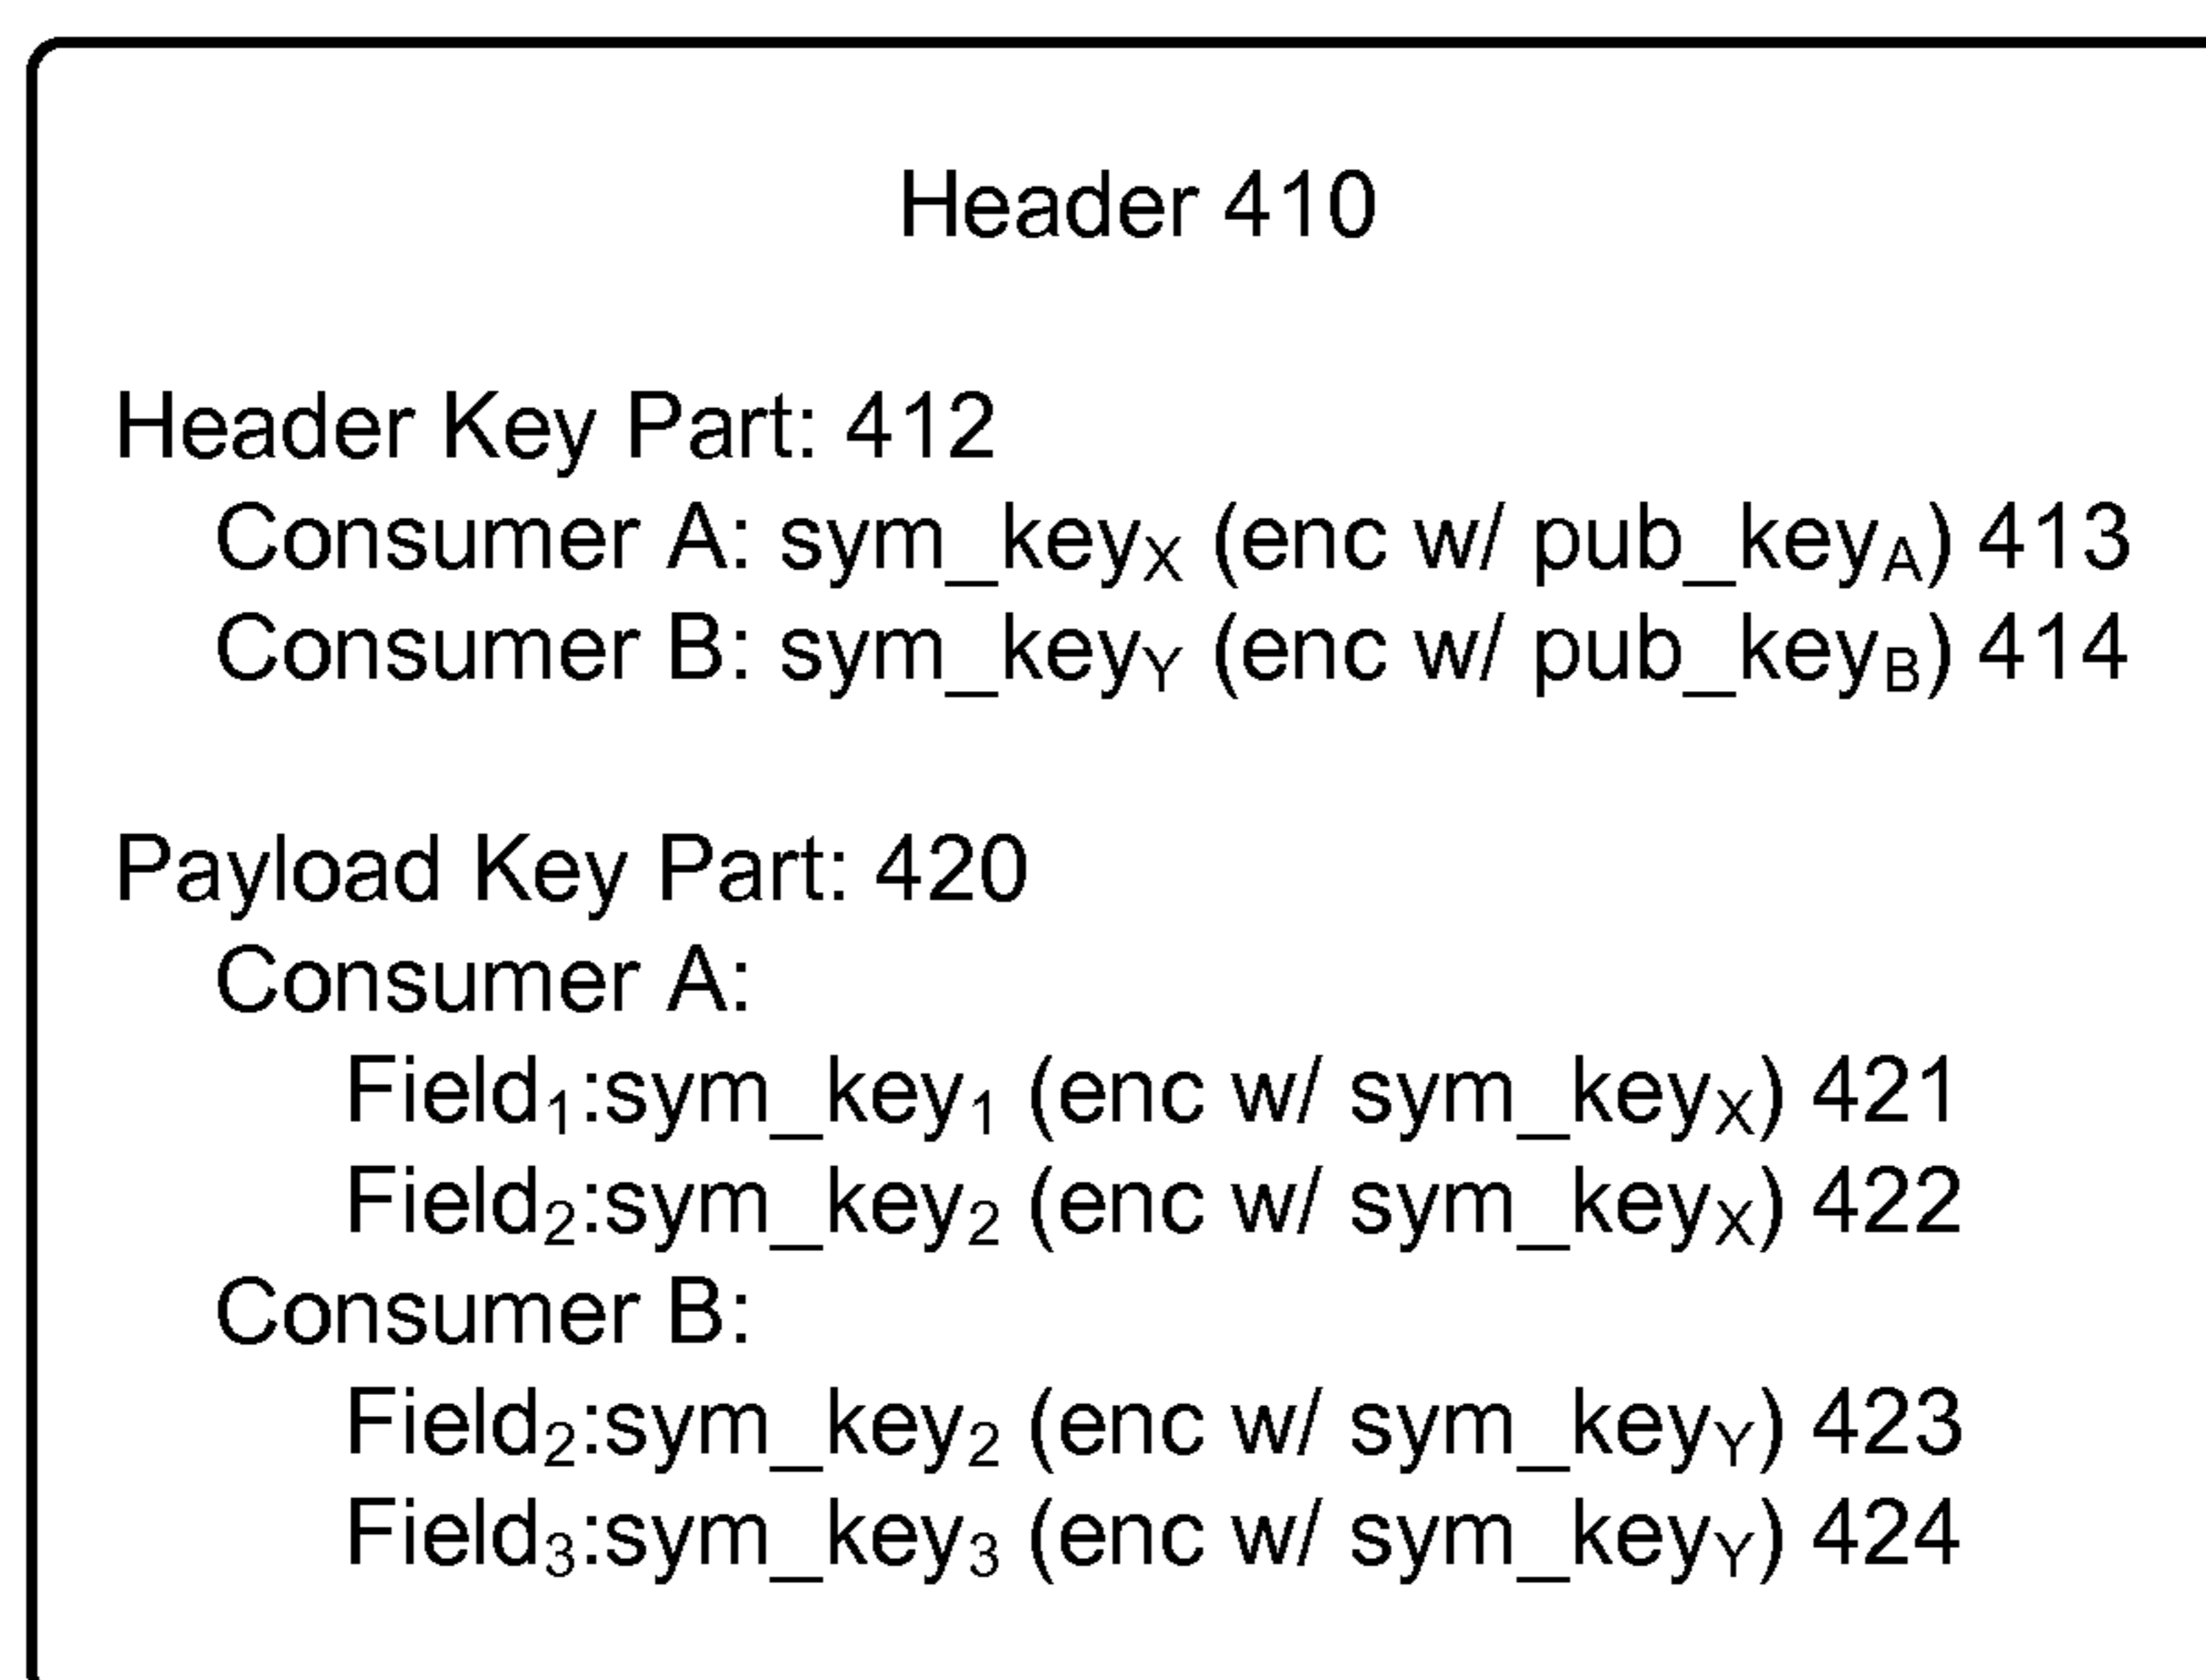 Header 410
Header Key Part: 412
Consumer A: sym_keyX (enc w/ pub_keyA) 413
Consumer B: sym_keyY (enc w/ pub_keyB) 414
Payload Key Part: 420
Consumer A:
Field1:sym_key1 (enc w/ sym_keyX) 421
Field2:sym_key2 (enc w/ sym_keyX) 422
Consumer B:
Field2:sym_key2 (enc w/ sym_keyY) 423
Field3:sym_key3 (enc w/ sym_keyY) 424